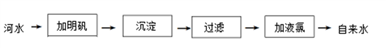 河水 → 加明矾 → 沉淀 → 过滤 → 加液氯 → 自来水